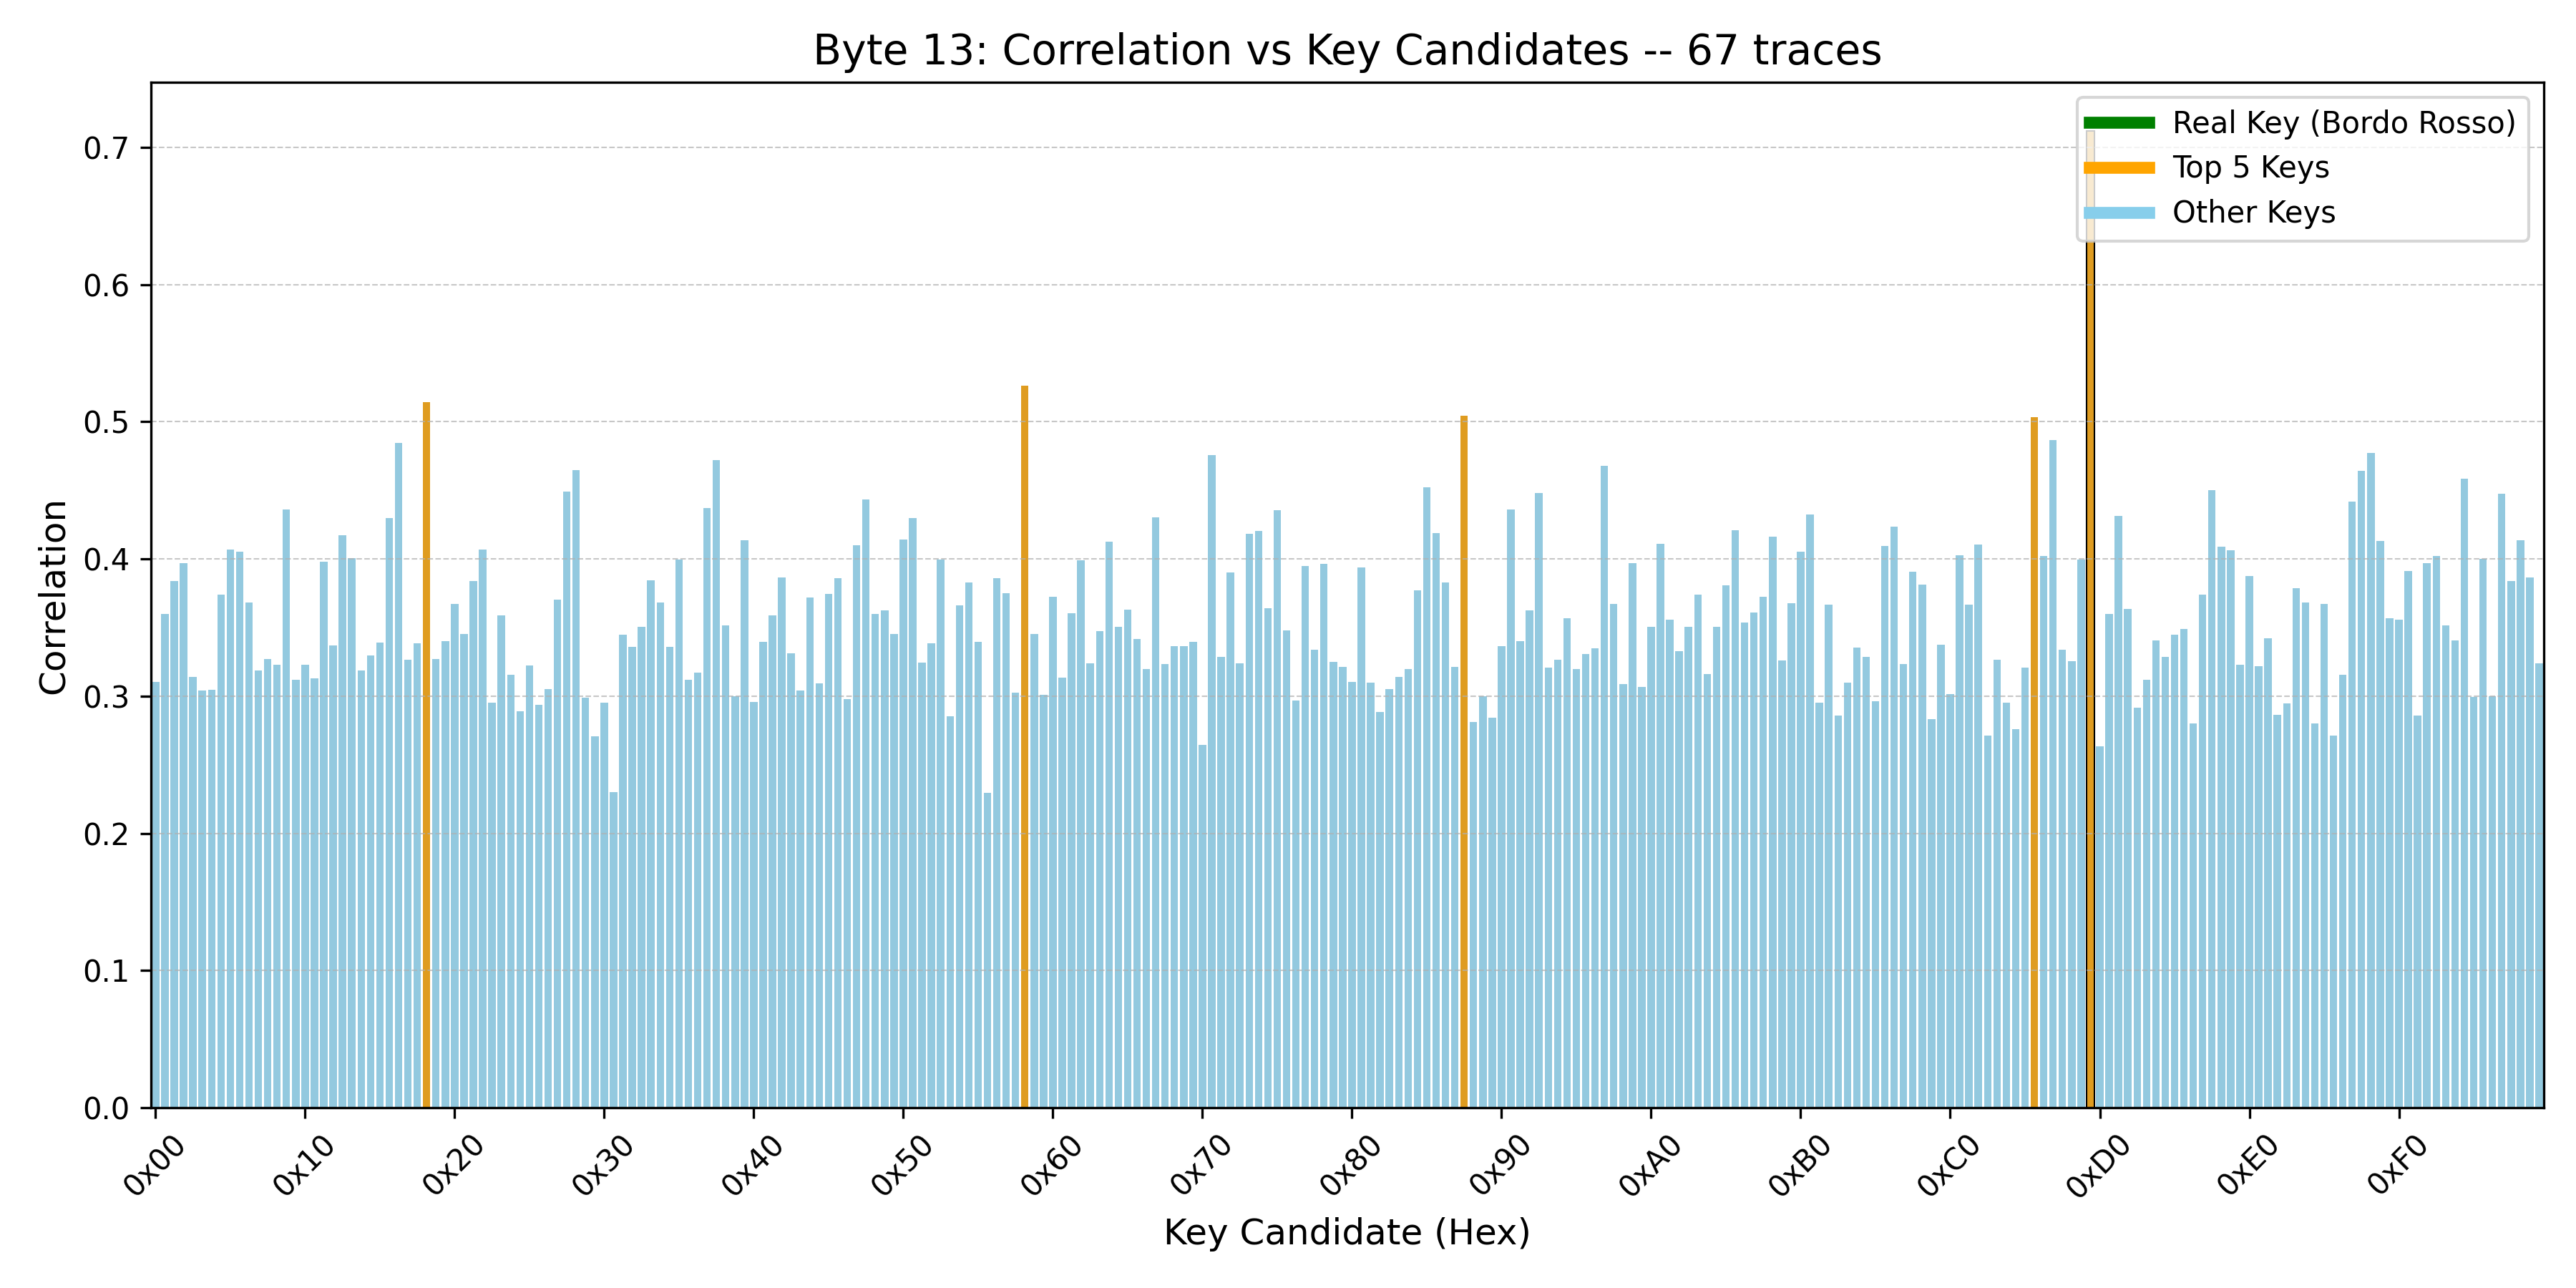 Byte 13: Correlation vs Key Candidates -- 67 traces
Real Key (Bordo Rosso)
Top 5 Keys
Other Keys
Correlation
0.7
0.6
0.5
0.4
0.3
0.2
0.1
0.0
0x00 0x10 0x20 0x30 0x40 0x50 0x60 0x70 0x80 0x90 0xA0 0xB0 0xC0 0xD0 0xE0 0xF0
Key Candidate (Hex)